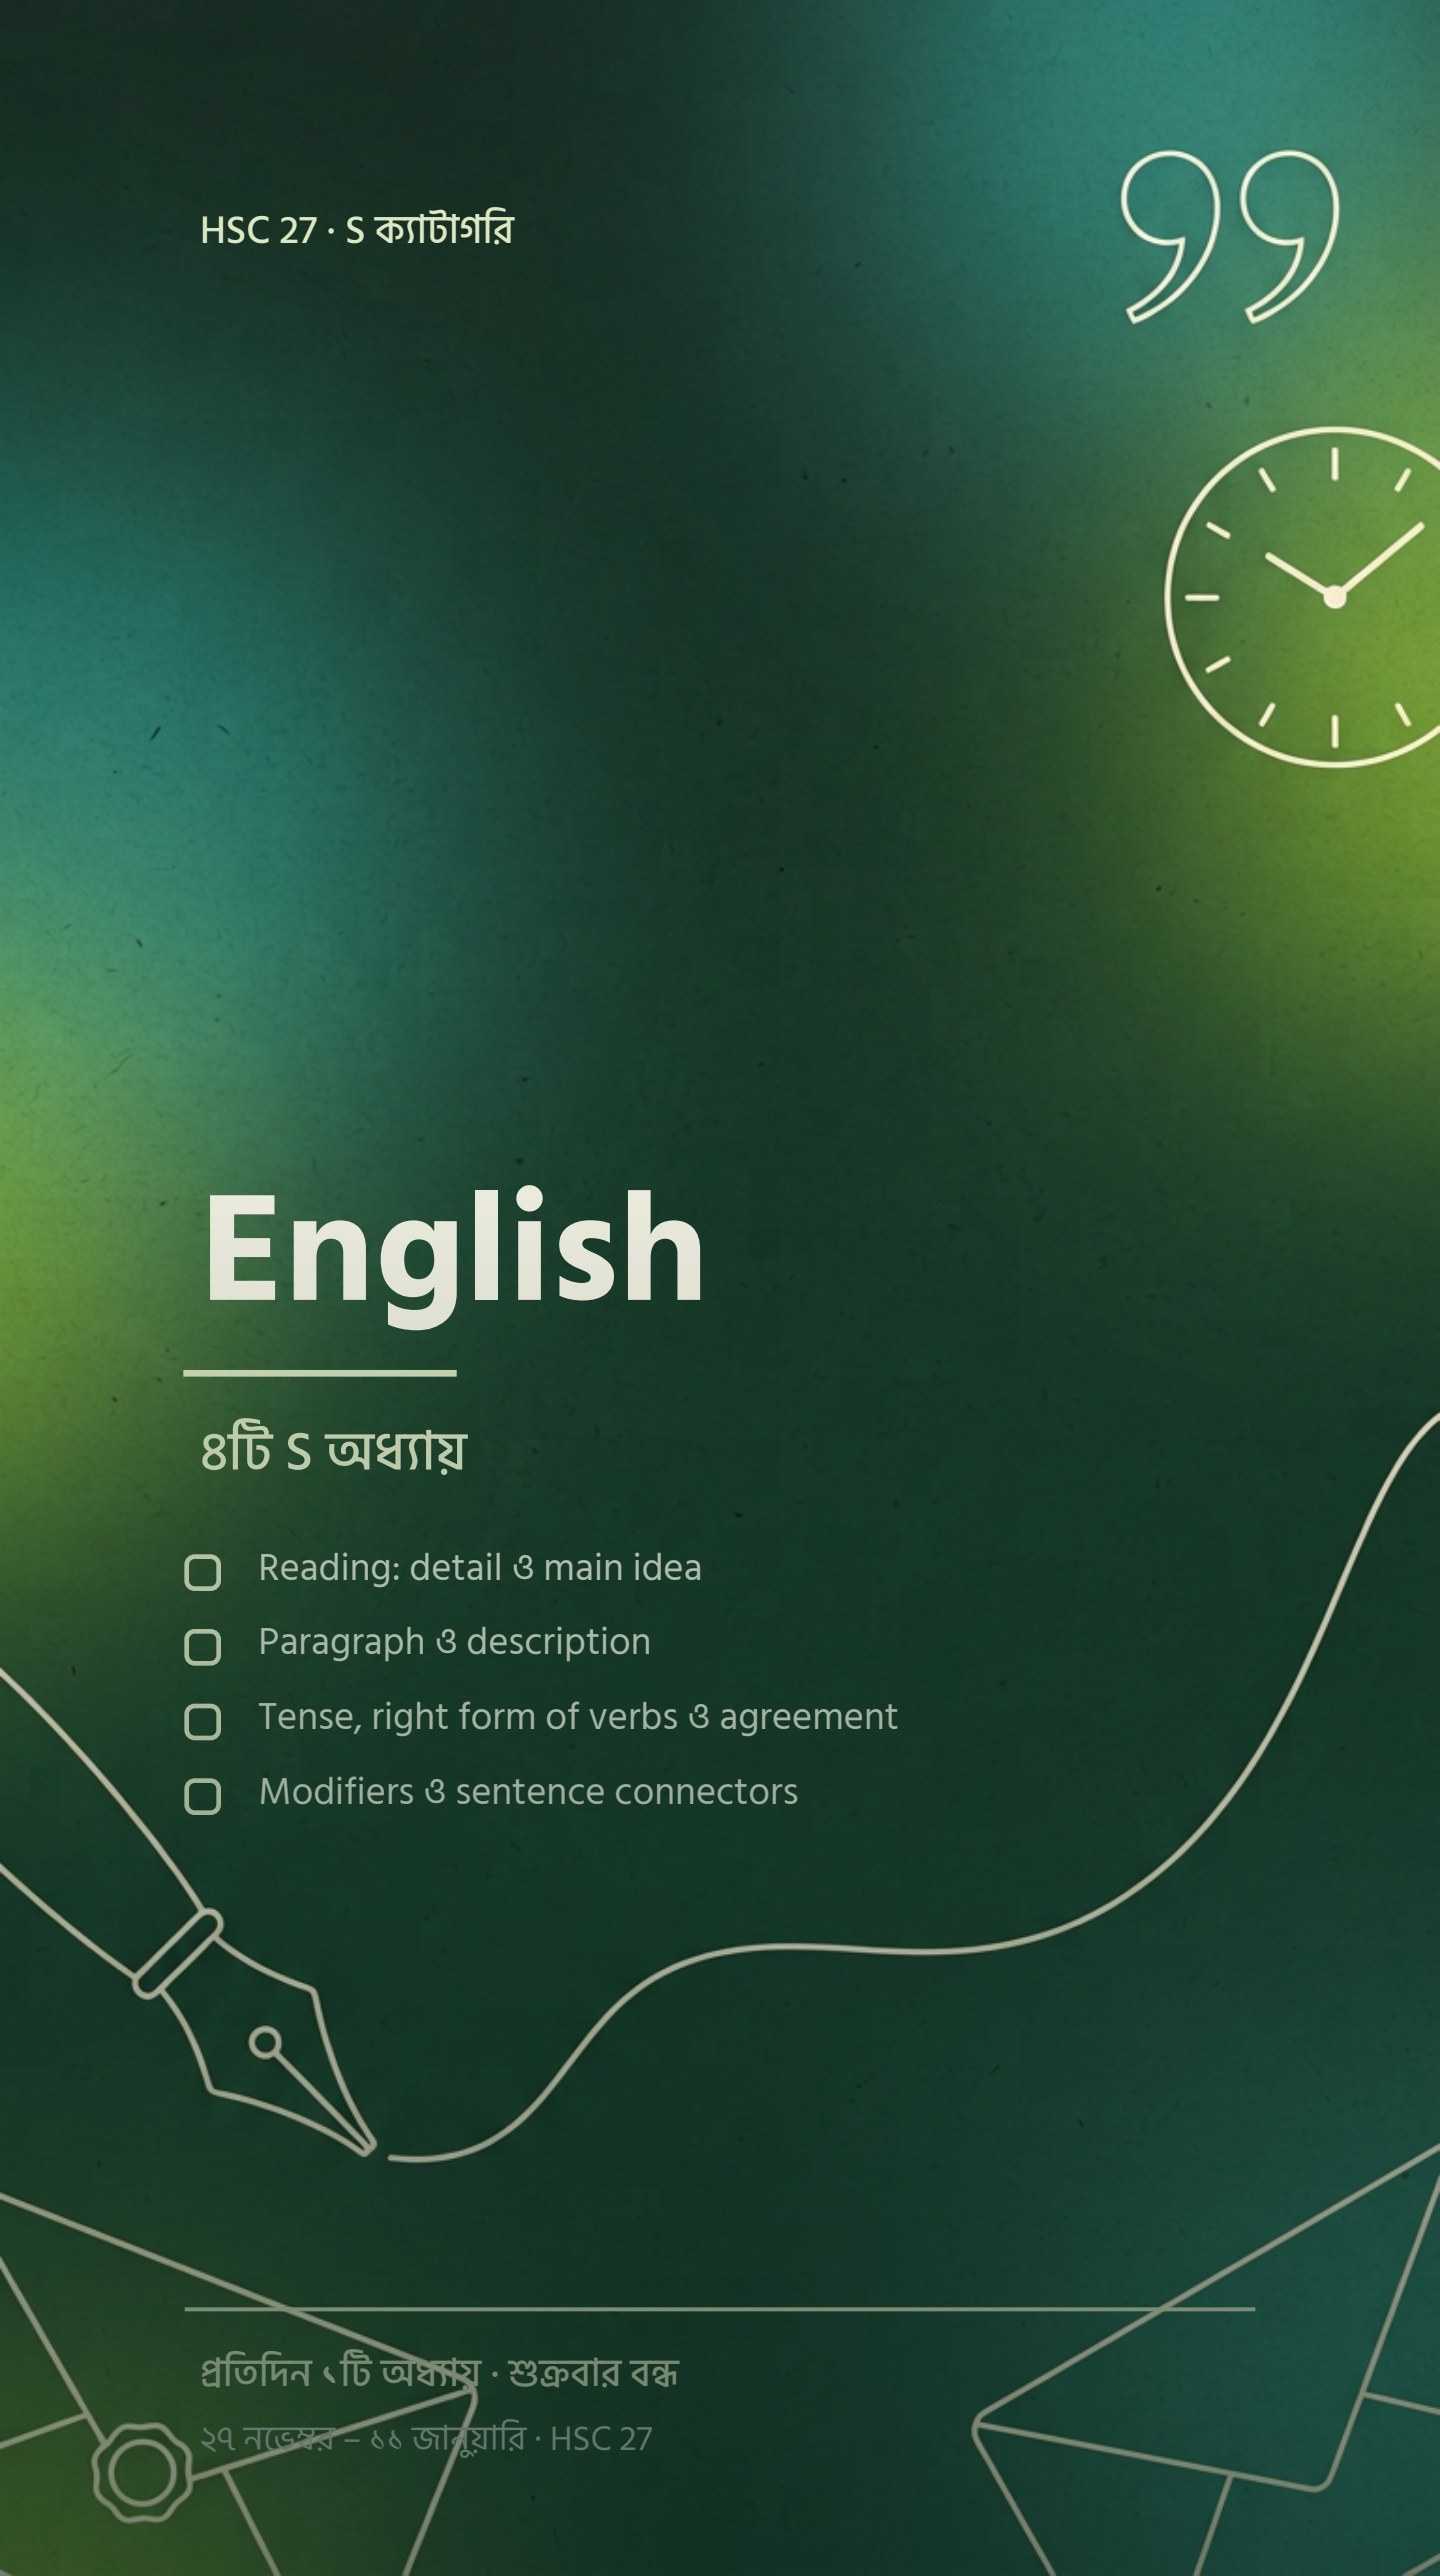 HSC 27 · S ক্যাটাগরি
English
৪টি S অধ্যায়
Reading: detail ও main idea
Paragraph ও description
Tense, right form of verbs ও agreement
Modifiers ও sentence connectors
প্রতিদিন ১টি অধ্যায় · শুক্রবার বন্ধ
২৭ নভেম্বর – ১১ জানুয়ারি · HSC 27